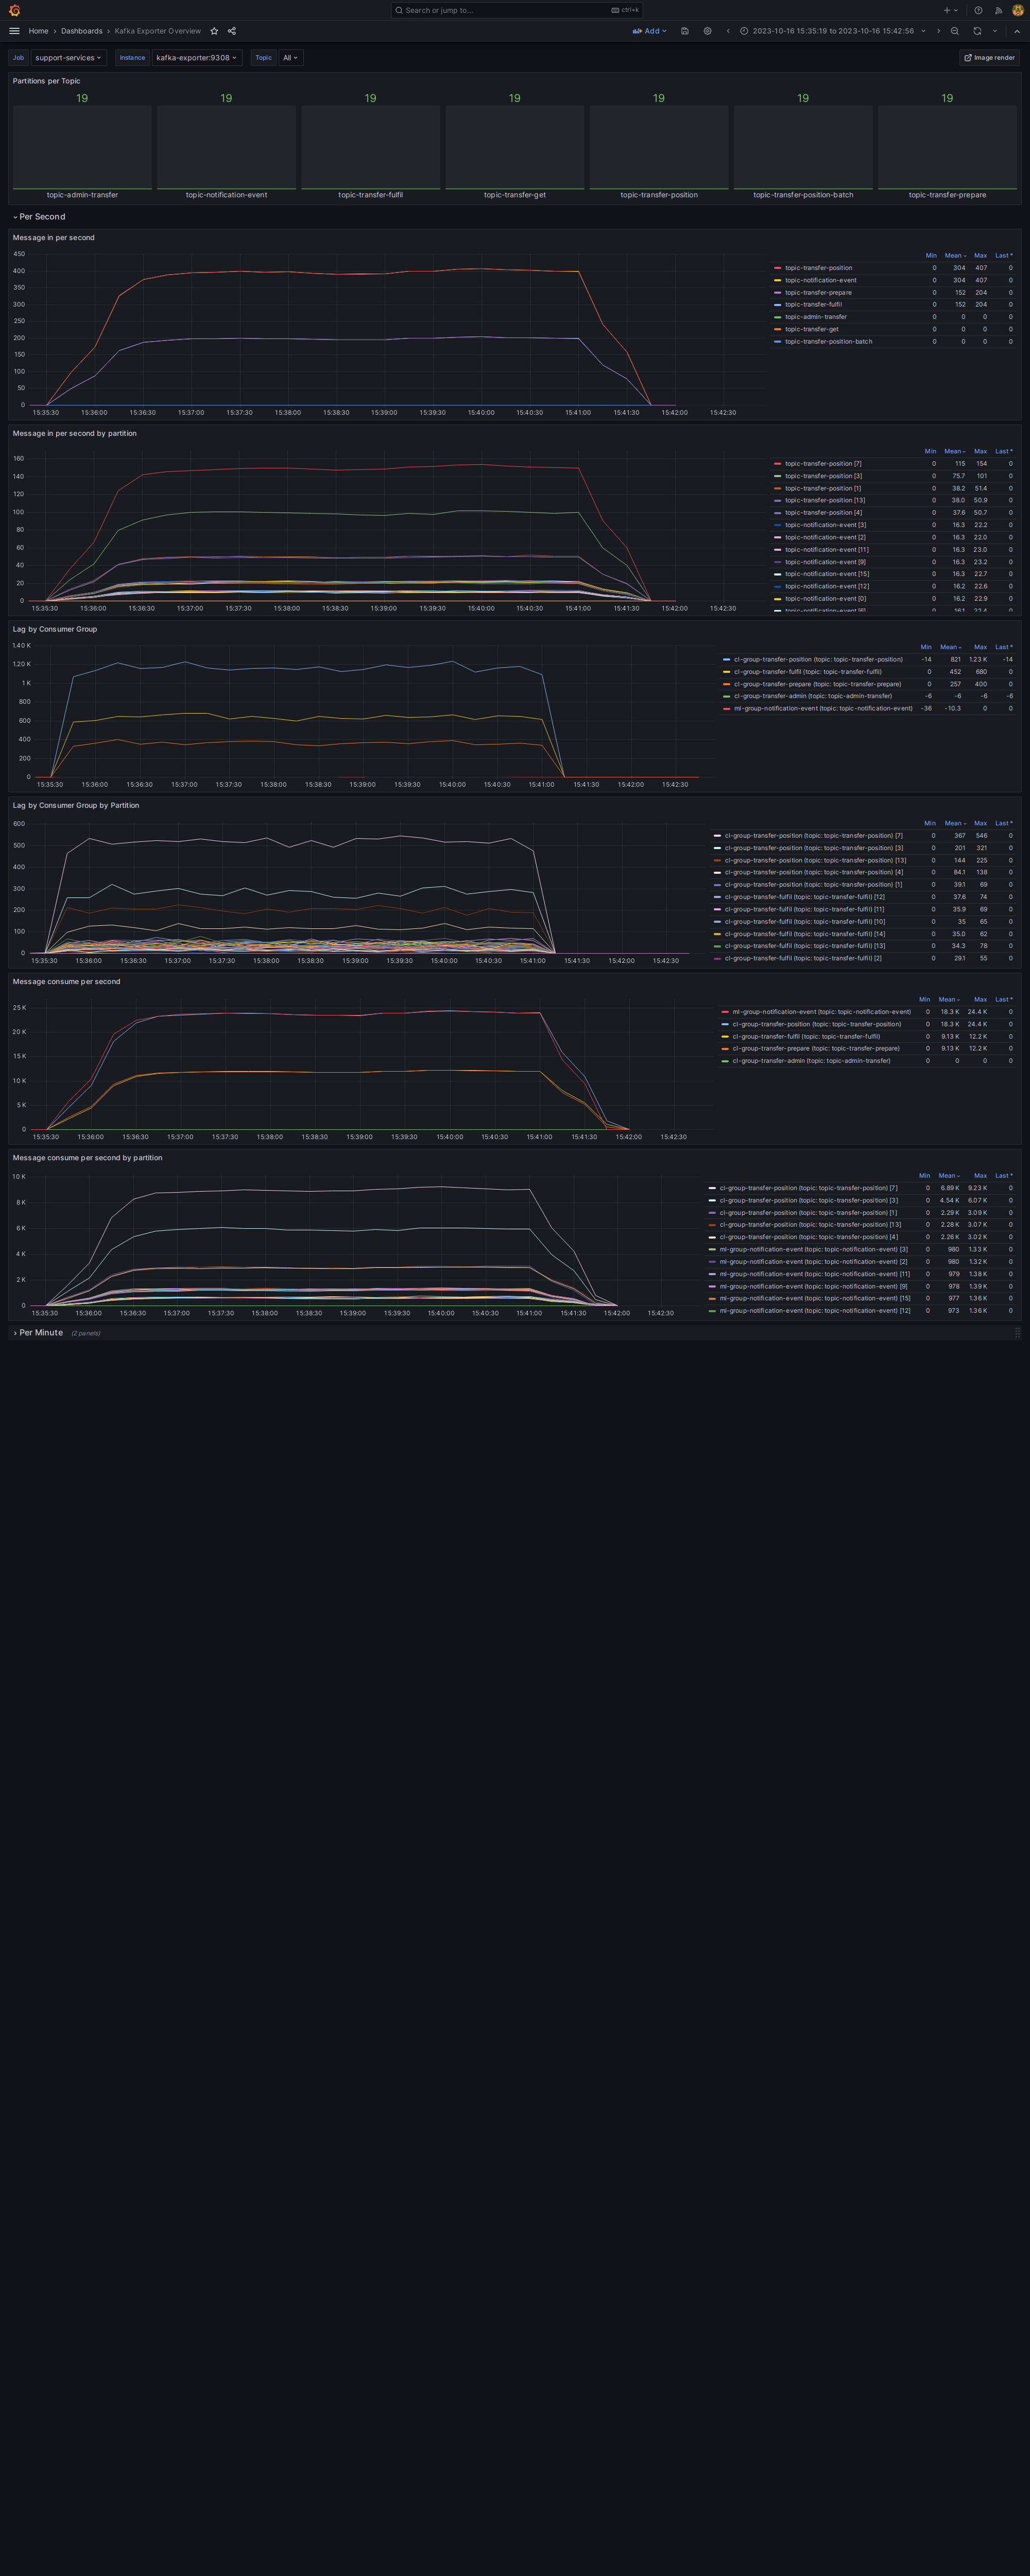 Search or jump to... ctrl+k
Home › Dashboards › Kafka Exporter Overview Add 2023-10-16 15:35:19 to 2023-10-16 15:42:56
Job support-services Instance kafka-exporter:9308 Topic All Image render
Partitions per Topic
19 19 19 19 19 19 19
topic-admin-transfer topic-notification-event topic-transfer-fulfil topic-transfer-get topic-transfer-position topic-transfer-position-batch topic-transfer-prepare
Per Second
Message in per second
450
400
350
300
250
200
150
100
50
0
15:35:30 15:36:00 15:36:30 15:37:00 15:37:30 15:38:00 15:38:30 15:39:00 15:39:30 15:40:00 15:40:30 15:41:00 15:41:30 15:42:00 15:42:30
Min Mean Max Last *
topic-transfer-position 0 304 407 0
topic-notification-event 0 304 407 0
topic-transfer-prepare 0 152 204 0
topic-transfer-fulfil 0 152 204 0
topic-admin-transfer 0 0 0 0
topic-transfer-get 0 0 0 0
topic-transfer-position-batch 0 0 0 0
Message in per second by partition
160
140
120
100
80
60
40
20
0
15:35:30 15:36:00 15:36:30 15:37:00 15:37:30 15:38:00 15:38:30 15:39:00 15:39:30 15:40:00 15:40:30 15:41:00 15:41:30 15:42:00 15:42:30
Min Mean Max Last *
topic-transfer-position [7] 0 115 154 0
topic-transfer-position [3] 0 75.7 101 0
topic-transfer-position [1] 0 38.2 51.4 0
topic-transfer-position [13] 0 38.0 50.9 0
topic-transfer-position [4] 0 37.6 50.7 0
topic-notification-event [3] 0 16.3 22.2 0
topic-notification-event [2] 0 16.3 22.0 0
topic-notification-event [11] 0 16.3 23.0 0
topic-notification-event [9] 0 16.3 23.2 0
topic-notification-event [15] 0 16.3 22.7 0
topic-notification-event [12] 0 16.2 22.6 0
topic-notification-event [0] 0 16.2 22.9 0
topic-notification-event [6] 0 16.1 22.4 0
Lag by Consumer Group
1.40 K
1.20 K
1 K
800
600
400
200
0
15:35:30 15:36:00 15:36:30 15:37:00 15:37:30 15:38:00 15:38:30 15:39:00 15:39:30 15:40:00 15:40:30 15:41:00 15:41:30 15:42:00 15:42:30
Min Mean Max Last *
cl-group-transfer-position (topic: topic-transfer-position) -14 821 1.23 K -14
cl-group-transfer-fulfil (topic: topic-transfer-fulfil) 0 452 680 0
cl-group-transfer-prepare (topic: topic-transfer-prepare) 0 257 400 0
cl-group-transfer-admin (topic: topic-admin-transfer) -6 -6 -6 -6
ml-group-notification-event (topic: topic-notification-event) -36 -10.3 0 0
Lag by Consumer Group by Partition
600
500
400
300
200
100
0
15:35:30 15:36:00 15:36:30 15:37:00 15:37:30 15:38:00 15:38:30 15:39:00 15:39:30 15:40:00 15:40:30 15:41:00 15:41:30 15:42:00 15:42:30
Min Mean Max Last *
cl-group-transfer-position (topic: topic-transfer-position) [7] 0 367 546 0
cl-group-transfer-position (topic: topic-transfer-position) [3] 0 201 321 0
cl-group-transfer-position (topic: topic-transfer-position) [13] 0 144 225 0
cl-group-transfer-position (topic: topic-transfer-position) [4] 0 84.1 138 0
cl-group-transfer-position (topic: topic-transfer-position) [1] 0 39.1 69 0
cl-group-transfer-fulfil (topic: topic-transfer-fulfil) [12] 0 37.6 74 0
cl-group-transfer-fulfil (topic: topic-transfer-fulfil) [11] 0 35.9 69 0
cl-group-transfer-fulfil (topic: topic-transfer-fulfil) [10] 0 35 65 0
cl-group-transfer-fulfil (topic: topic-transfer-fulfil) [14] 0 35.0 62 0
cl-group-transfer-fulfil (topic: topic-transfer-fulfil) [13] 0 34.3 78 0
cl-group-transfer-fulfil (topic: topic-transfer-fulfil) [2] 0 29.1 55 0
Message consume per second
25 K
20 K
15 K
10 K
5 K
0
15:35:30 15:36:00 15:36:30 15:37:00 15:37:30 15:38:00 15:38:30 15:39:00 15:39:30 15:40:00 15:40:30 15:41:00 15:41:30 15:42:00 15:42:30
Min Mean Max Last *
ml-group-notification-event (topic: topic-notification-event) 0 18.3 K 24.4 K 0
cl-group-transfer-position (topic: topic-transfer-position) 0 18.3 K 24.4 K 0
cl-group-transfer-fulfil (topic: topic-transfer-fulfil) 0 9.13 K 12.2 K 0
cl-group-transfer-prepare (topic: topic-transfer-prepare) 0 9.13 K 12.2 K 0
cl-group-transfer-admin (topic: topic-admin-transfer) 0 0 0 0
Message consume per second by partition
10 K
8 K
6 K
4 K
2 K
0
15:35:30 15:36:00 15:36:30 15:37:00 15:37:30 15:38:00 15:38:30 15:39:00 15:39:30 15:40:00 15:40:30 15:41:00 15:41:30 15:42:00 15:42:30
Min Mean Max Last *
cl-group-transfer-position (topic: topic-transfer-position) [7] 0 6.89 K 9.23 K 0
cl-group-transfer-position (topic: topic-transfer-position) [3] 0 4.54 K 6.07 K 0
cl-group-transfer-position (topic: topic-transfer-position) [1] 0 2.29 K 3.09 K 0
cl-group-transfer-position (topic: topic-transfer-position) [13] 0 2.28 K 3.07 K 0
cl-group-transfer-position (topic: topic-transfer-position) [4] 0 2.26 K 3.02 K 0
ml-group-notification-event (topic: topic-notification-event) [3] 0 980 1.33 K 0
ml-group-notification-event (topic: topic-notification-event) [2] 0 980 1.32 K 0
ml-group-notification-event (topic: topic-notification-event) [11] 0 979 1.38 K 0
ml-group-notification-event (topic: topic-notification-event) [9] 0 978 1.39 K 0
ml-group-notification-event (topic: topic-notification-event) [15] 0 977 1.36 K 0
ml-group-notification-event (topic: topic-notification-event) [12] 0 973 1.36 K 0
Per Minute (2 panels)